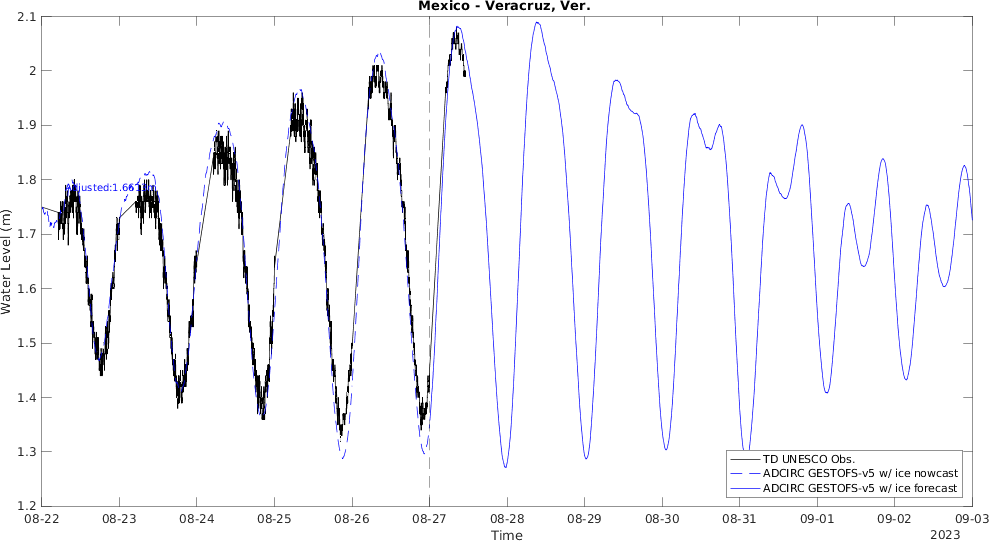 Mexico - Veracruz, Ver.
2.1
2
1.9
1.8
1.7
1.6
1.5
1.4
1.3
1.2
Water Level (m)
TD UNESCO Obs.
ADCIRC GESTOFS-v5 w/ ice nowcast
ADCIRC GESTOFS-v5 w/ ice forecast
08-22 08-23 08-24 08-25 08-26 08-27 08-28 08-29 08-30 08-31 09-01 09-02 09-03
Time
2023